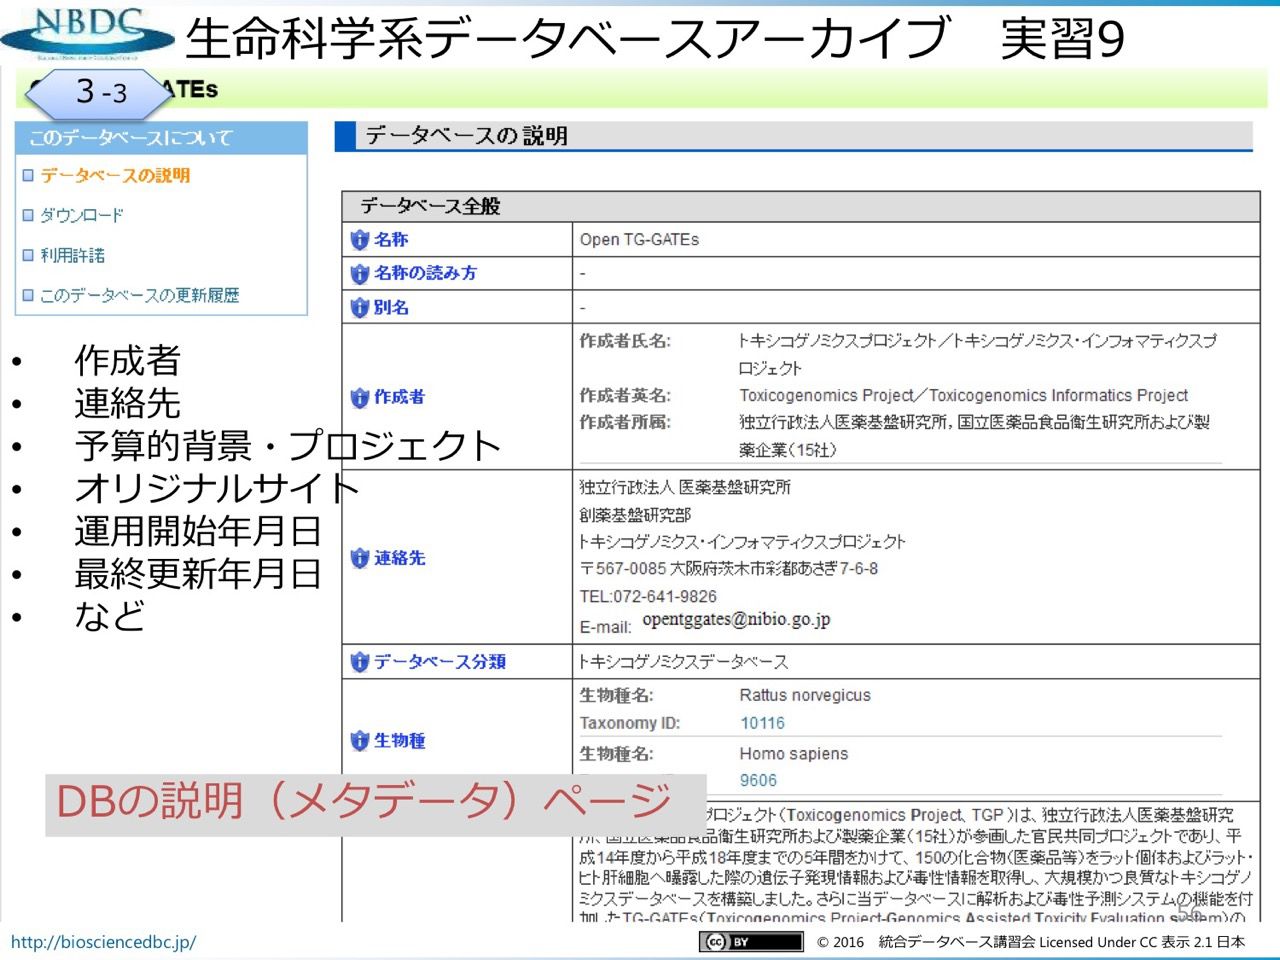 NBDC
生命科学系データベースアーカイブ　実習9
3-3
ATEs
このデータベースについて
データベースの説明
ダウンロード
利用許諾
このデータベースの更新履歴
• 作成者
• 連絡先
• 予算的背景・プロジェクト
• オリジナルサイト
• 運用開始年月日
• 最終更新年月日
• など
データベースの説明
データベース全般
名称 Open TG-GATEs
名称の読み方 -
別名 -
作成者
作成者氏名: トキシコゲノミクスプロジェクト／トキシコゲノミクス・インフォマティクスプ
ロジェクト
作成者英名: Toxicogenomics Project／Toxicogenomics Informatics Project
作成者所属: 独立行政法人医薬基盤研究所，国立医薬品食品衛生研究所および製
薬企業（15社）
連絡先
独立行政法人 医薬基盤研究所
創薬基盤研究部
トキシコゲノミクス・インフォマティクスプロジェクト
〒567-0085 大阪府茨木市彩都あさぎ7-6-8
TEL:072-641-9826
E-mail: opentggates@nibio.go.jp
データベース分類 トキシコゲノミクスデータベース
生物種
生物種名: Rattus norvegicus
Taxonomy ID: 10116
生物種名: Homo sapiens
9606
DBの説明（メタデータ）ページ
プロジェクト（Toxicogenomics Project, TGP）は、独立行政法人医薬基盤研究
所、国立医薬品食品衛生研究所および製薬企業（15社）が参画した官民共同プロジェクトであり、平
成14年度から平成18年度までの5年間をかけて、150の化合物（医薬品等）をラット個体およびラット・
ヒト肝細胞へ曝露した際の遺伝子発現情報および毒性情報を取得し、大規模かつ良質なトキシコゲノ
ミクスデータベースを構築しました。さらに当データベースに解析および毒性予測システムの機能を付
加したTG-GATEs（Toxicogenomics Project-Genomics Assisted Toxicity Evaluation system）の
56
http://biosciencedbc.jp/
cc BY
© 2016　統合データベース講習会 Licensed Under CC 表示 2.1 日本